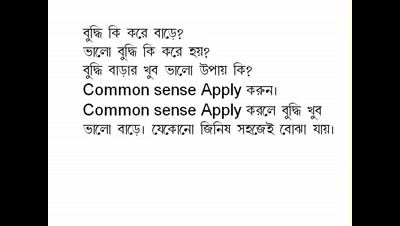 বুদ্ধি কি করে বাড়ে?
ভালো বুদ্ধি কি করে হয়?
বুদ্ধি বাড়ার খুব ভালো উপায় কি?
Common sense Apply করুন।
Common sense Apply করলে বুদ্ধি খুব
ভালো বাড়ে। যেকোনো জিনিষ সহজেই বোঝা যায়।